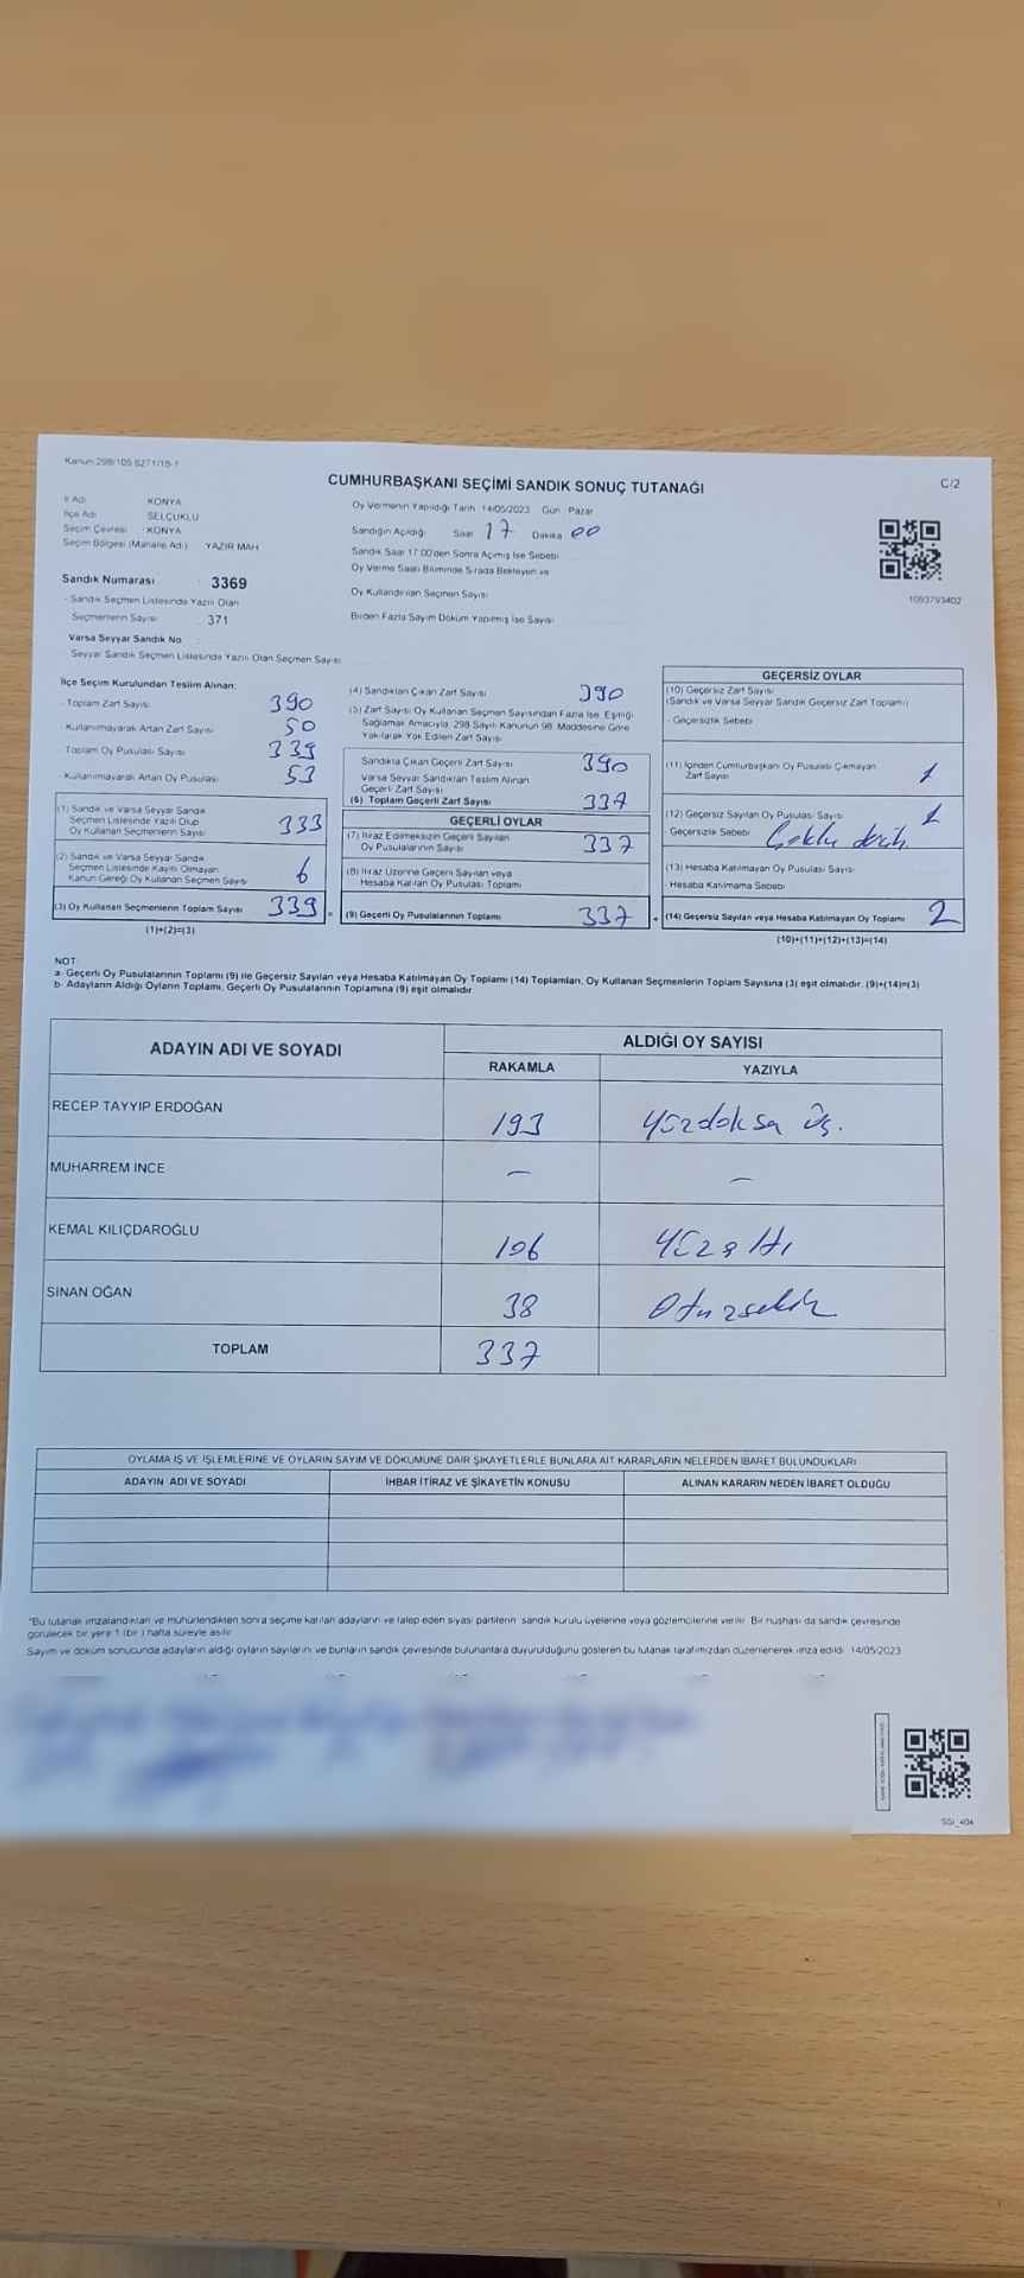 Kanun 298/105 6271/18-1
CUMHURBAŞKANI SEÇİMİ SANDIK SONUÇ TUTANAĞI
C/2
İl Adı KONYA
İlçe Adı SELÇUKLU
Seçim Çevresi : KONYA
Seçim Bölgesi (Mahalle Adı) YAZIR MAH
Oy Vermenin Yapıldığı Tarih 14/05/2023 Gün Pazar
Sandığın Açıldığı Saat 17 Dakika 00
Sandık Saat 17:00'den Sonra Açılmış İse Sebebi
Oy Verme Saati Bitiminde Sırada Bekleyen ve
Oy Kullandırılan Seçmen Sayısı
Birden Fazla Sayım Döküm Yapılmış İse Sayısı
1093793402
Sandık Numarası : 3369
- Sandık Seçmen Listesinde Yazılı Olan
Seçmenlerin Sayısı : 371
Varsa Seyyar Sandık No :
Seyyar Sandık Seçmen Listesinde Yazılı Olan Seçmen Sayısı
İlçe Seçim Kurulundan Teslim Alınan:
- Toplam Zarf Sayısı 390
- Kullanılmayarak Artan Zarf Sayısı 50
- Toplam Oy Pusulası Sayısı 339
- Kullanılmayarak Artan Oy Pusulası 53
(1) Sandık ve Varsa Seyyar Sandık
Seçmen Listesinde Yazılı Olup
Oy Kullanan Seçmenlerin Sayısı 333
(2) Sandık ve Varsa Seyyar Sandık
Seçmen Listesinde Kayıtlı Olmayan
Kanun Gereği Oy Kullanan Seçmen Sayısı 6
(3) Oy Kullanan Seçmenlerin Toplam Sayısı 339
(1)+(2)=(3)
(4) Sandıktan Çıkan Zarf Sayısı 390
(5) Zarf Sayısı Oy Kullanan Seçmen Sayısından Fazla İse, Eşitliği
Sağlamak Amacıyla, 298 Sayılı Kanunun 98. Maddesine Göre
Yakılarak Yok Edilen Zarf Sayısı
Sandıkta Çıkan Geçerli Zarf Sayısı 390
Varsa Seyyar Sandıktan Teslim Alınan
Geçerli Zarf Sayısı
(6) Toplam Geçerli Zarf Sayısı 337
GEÇERLİ OYLAR
(7) İtiraz Edilmeksizin Geçerli Sayılan
Oy Pusulalarının Sayısı 337
(8) İtiraz Üzerine Geçerli Sayılan veya
Hesaba Katılan Oy Pusulası Toplamı
(9) Geçerli Oy Pusulalarının Toplamı 337
GEÇERSİZ OYLAR
(10) Geçersiz Zarf Sayısı
(Sandık ve Varsa Seyyar Sandık Geçersiz Zarf Toplamı)
- Geçersizlik Sebebi
(11) İçinden Cumhurbaşkanı Oy Pusulası Çıkmayan
Zarf Sayısı 1
(12) Geçersiz Sayılan Oy Pusulası Sayısı 1
- Geçersizlik Sebebi
(13) Hesaba Katılmayan Oy Pusulası Sayısı
- Hesaba Katılmama Sebebi
(14) Geçersiz Sayılan veya Hesaba Katılmayan Oy Toplamı 2
(10)+(11)+(12)+(13)=(14)
NOT
a- Geçerli Oy Pusulalarının Toplamı (9) ile Geçersiz Sayılan veya Hesaba Katılmayan Oy Toplamı (14) Toplamları, Oy Kullanan Seçmenlerin Toplam Sayısına (3) eşit olmalıdır. (9)+(14)=(3)
b- Adayların Aldığı Oyların Toplamı, Geçerli Oy Pusulalarının Toplamına (9) eşit olmalıdır.
ADAYIN ADI VE SOYADI
ALDIĞI OY SAYISI
RAKAMLA YAZIYLA
RECEP TAYYIP ERDOĞAN 193 Yüzdoksa üç.
MUHARREM İNCE – –
KEMAL KILIÇDAROĞLU 106 Yüzaltı
SİNAN OĞAN 38 Otuzsekiz
TOPLAM 337
OYLAMA İŞ VE İŞLEMLERİNE VE OYLARIN SAYIM VE DÖKÜMÜNE DAİR ŞİKAYETLERLE BUNLARA AİT KARARLARIN NELERDEN İBARET BULUNDUKLARI
ADAYIN ADI VE SOYADI İHBAR İTİRAZ VE ŞİKAYETİN KONUSU ALINAN KARARIN NEDEN İBARET OLDUĞU
*Bu tutanak imzalandıktan ve mühürlendikten sonra seçime katılan adayların ve talep eden siyasi partilerin sandık kurulu üyelerine veya gözlemcilerine verilir. Bir nüshası da sandık çevresinde
görülecek bir yere 1 (bir) hafta süreyle asılır.
Sayım ve döküm sonucunda adayların aldığı oyların sayılarını ve bunların sandık çevresinde bulunanlara duyurulduğunu gösteren bu tutanak tarafımızdan düzenlenerek imza edildi. 14/05/2023
SSI_404